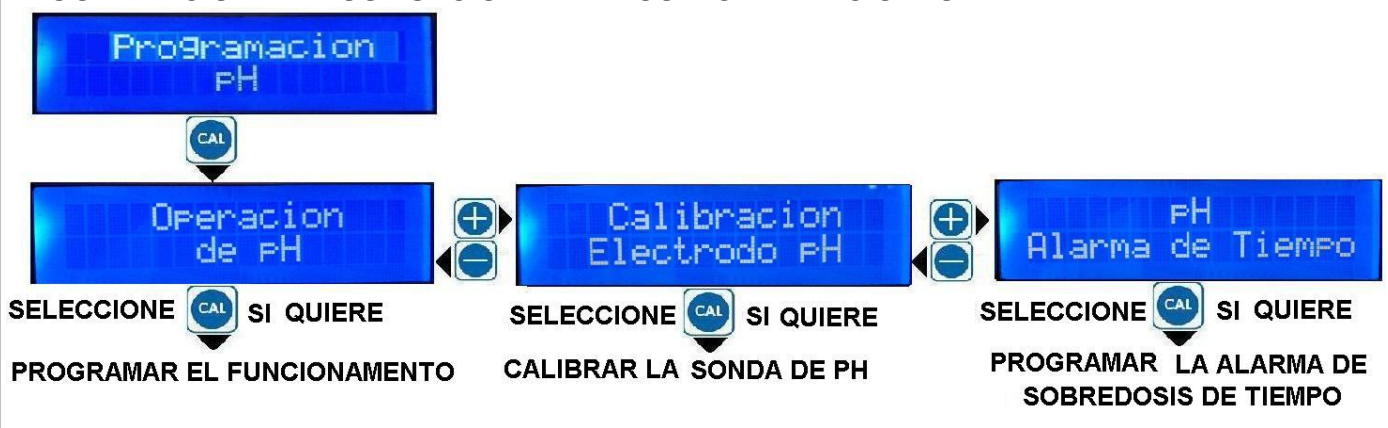 Programacion
pH
CAL
Operacion
de pH
+
−
Calibracion
Electrodo pH
+
−
pH
Alarma de Tiempo
SELECCIONE CAL SI QUIERE
PROGRAMAR EL FUNCIONAMENTO
SELECCIONE CAL SI QUIERE
CALIBRAR LA SONDA DE PH
SELECCIONE CAL SI QUIERE
PROGRAMAR LA ALARMA DE
SOBREDOSIS DE TIEMPO